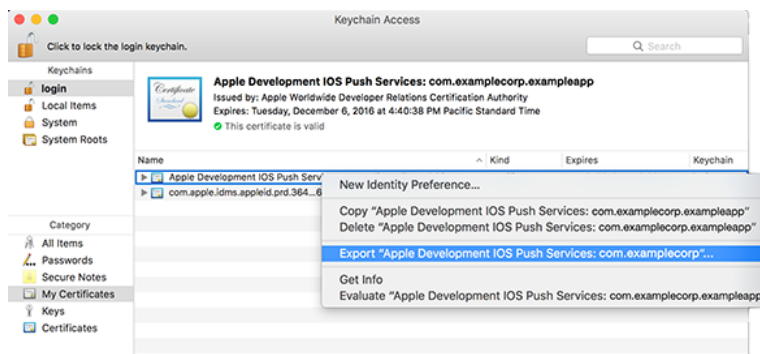 Keychain Access
Click to lock the login keychain.
Search
Keychains
login
Local Items
System
System Roots
Certificate
Standard
Apple Development IOS Push Services: com.examplecorp.exampleapp
Issued by: Apple Worldwide Developer Relations Certification Authority
Expires: Tuesday, December 6, 2016 at 4:40:38 PM Pacific Standard Time
This certificate is valid
Name Kind Expires Keychain
Apple Development IOS Push Serv
com.apple.idms.appleid.prd.364...6
New Identity Preference...
Copy "Apple Development IOS Push Services: com.examplecorp.exampleapp"
Delete "Apple Development IOS Push Services: com.examplecorp.exampleapp"
Export "Apple Development IOS Push Services: com.examplecorp"...
Get Info
Evaluate "Apple Development IOS Push Services: com.examplecorp.exampleapp
Category
All Items
Passwords
Secure Notes
My Certificates
Keys
Certificates